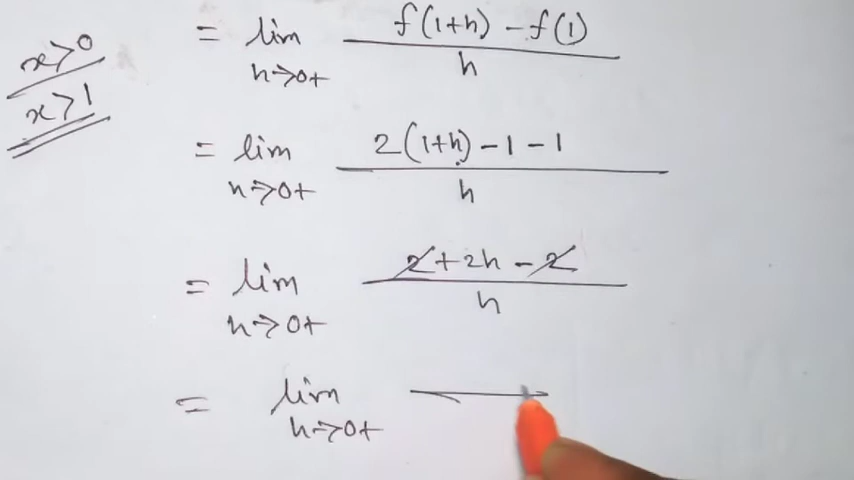 x>0
x>1
= lim h→0+ f(1+h) - f(1) / h
= lim h→0+ 2(1+h) - 1 - 1 / h
= lim h→0+ 2 + 2h - 2 / h
= lim h→0+